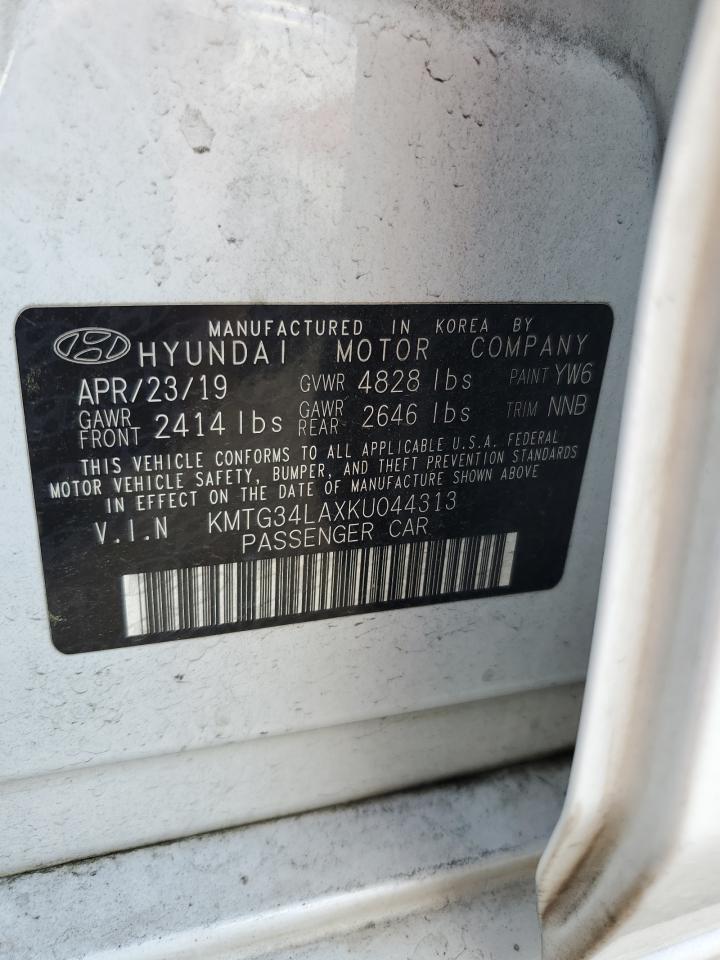 MANUFACTURED IN KOREA BY
HYUNDAI MOTOR COMPANY
APR/23/19 GVWR 4828 lbs PAINT YW6
GAWR FRONT 2414 lbs GAWR REAR 2646 lbs TRIM NNB
THIS VEHICLE CONFORMS TO ALL APPLICABLE U.S.A. FEDERAL
MOTOR VEHICLE SAFETY, BUMPER, AND THEFT PREVENTION STANDARDS
IN EFFECT ON THE DATE OF MANUFACTURE SHOWN ABOVE
V.I.N KMTG34LAXKU044313
PASSENGER CAR